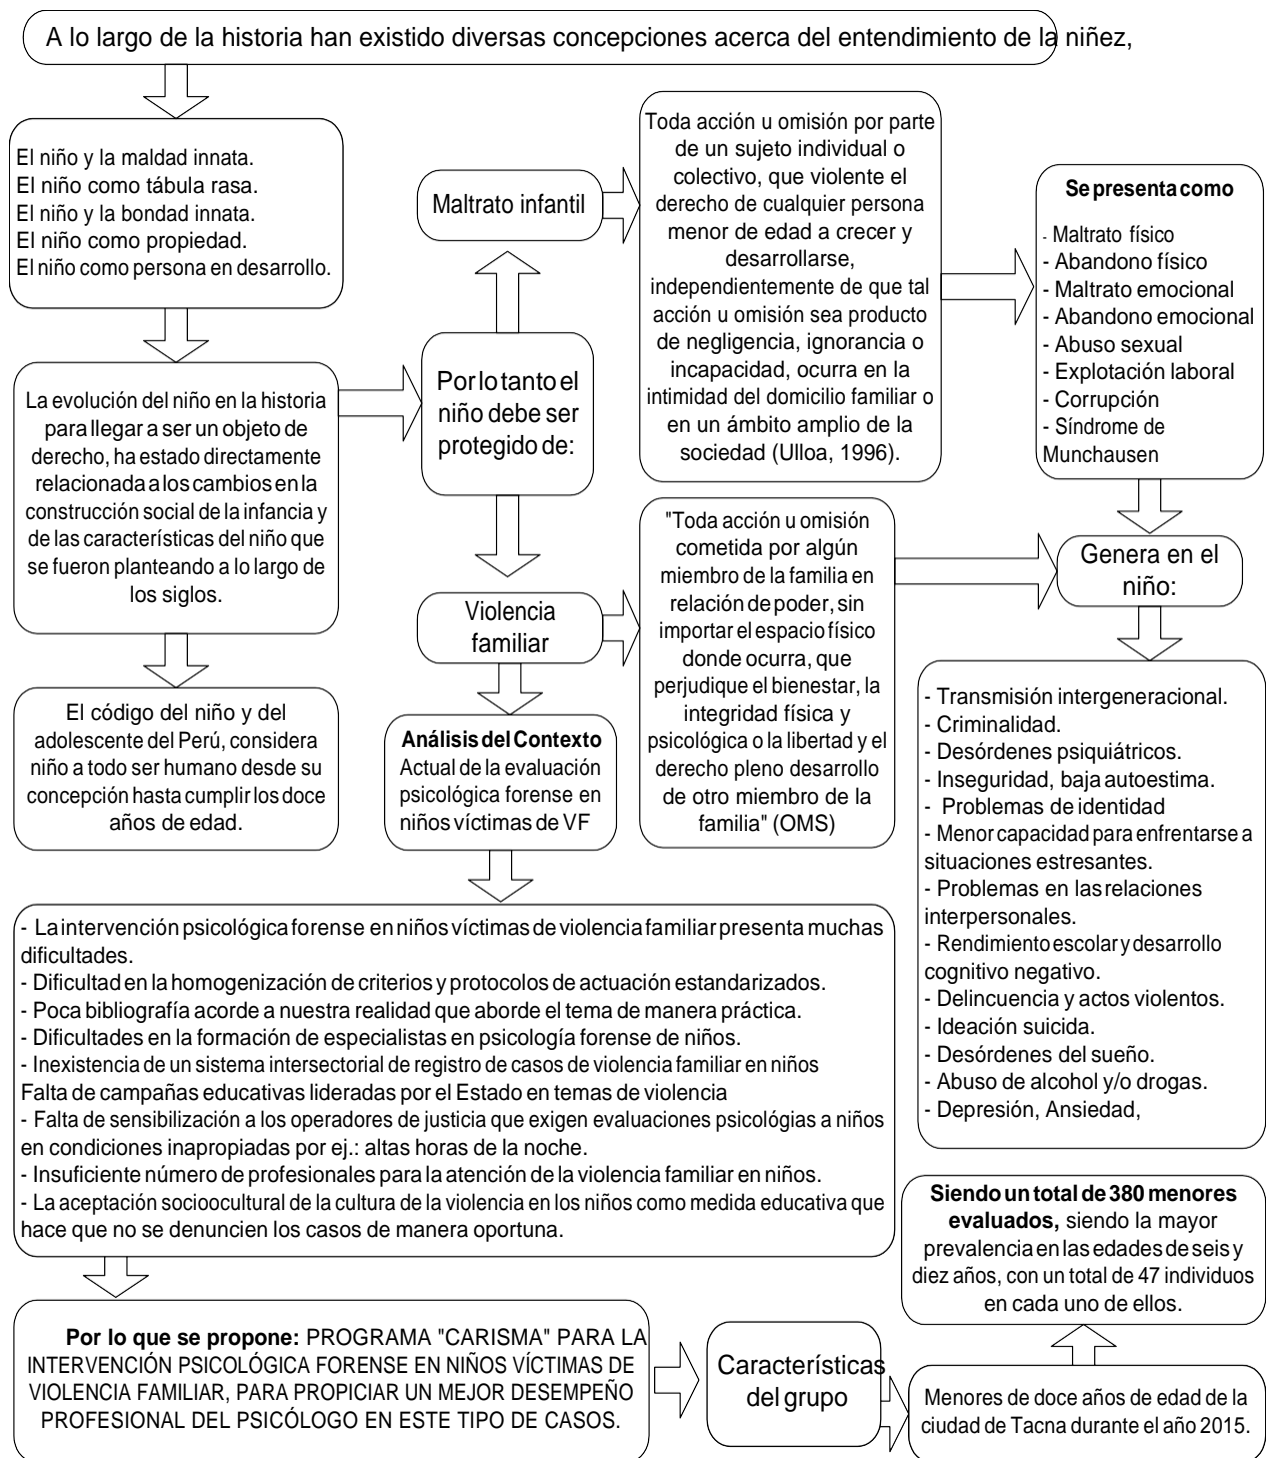 A lo largo de la historia han existido diversas concepciones acerca del entendimiento de la niñez,
El niño y la maldad innata.
El niño como tábula rasa.
El niño y la bondad innata.
El niño como propiedad.
El niño como persona en desarrollo.
La evolución del niño en la historia
para llegar a ser un objeto de
derecho, ha estado directamente
relacionada a los cambios en la
construcción social de la infancia y
de las características del niño que
se fueron planteando a lo largo de
los siglos.
El código del niño y del
adolescente del Perú, considera
niño a todo ser humano desde su
concepción hasta cumplir los doce
años de edad.
Por lo tanto el
niño debe ser
protegido de:
Maltrato infantil
Toda acción u omisión por parte
de un sujeto individual o
colectivo, que violente el
derecho de cualquier persona
menor de edad a crecer y
desarrollarse,
independientemente de que tal
acción u omisión sea producto
de negligencia, ignorancia o
incapacidad, ocurra en la
intimidad del domicilio familiar o
en un ámbito amplio de la
sociedad (Ulloa, 1996).
Se presenta como
- Maltrato físico
- Abandono físico
- Maltrato emocional
- Abandono emocional
- Abuso sexual
- Explotación laboral
- Corrupción
- Síndrome de
Munchausen
Violencia
familiar
"Toda acción u omisión
cometida por algún
miembro de la familia en
relación de poder, sin
importar el espacio físico
donde ocurra, que
perjudique el bienestar, la
integridad física y
psicológica o la libertad y el
derecho pleno desarrollo
de otro miembro de la
familia" (OMS)
Genera en el
niño:
- Transmisión intergeneracional.
- Criminalidad.
- Desórdenes psiquiátricos.
- Inseguridad, baja autoestima.
- Problemas de identidad
- Menor capacidad para enfrentarse a
situaciones estresantes.
- Problemas en las relaciones
interpersonales.
- Rendimiento escolar y desarrollo
cognitivo negativo.
- Delincuencia y actos violentos.
- Ideación suicida.
- Desórdenes del sueño.
- Abuso de alcohol y/o drogas.
- Depresión, Ansiedad,
Análisis del Contexto
Actual de la evaluación
psicológica forense en
niños víctimas de VF
- La intervención psicológica forense en niños víctimas de violencia familiar presenta muchas
dificultades.
- Dificultad en la homogenización de criterios y protocolos de actuación estandarizados.
- Poca bibliografía acorde a nuestra realidad que aborde el tema de manera práctica.
- Dificultades en la formación de especialistas en psicología forense de niños.
- Inexistencia de un sistema intersectorial de registro de casos de violencia familiar en niños
Falta de campañas educativas lideradas por el Estado en temas de violencia
- Falta de sensibilización a los operadores de justicia que exigen evaluaciones psicológias a niños
en condiciones inapropiadas por ej.: altas horas de la noche.
- Insuficiente número de profesionales para la atención de la violencia familiar en niños.
- La aceptación socioocultural de la cultura de la violencia en los niños como medida educativa que
hace que no se denuncien los casos de manera oportuna.
Por lo que se propone: PROGRAMA "CARISMA" PARA LA
INTERVENCIÓN PSICOLÓGICA FORENSE EN NIÑOS VÍCTIMAS DE
VIOLENCIA FAMILIAR, PARA PROPICIAR UN MEJOR DESEMPEÑO
PROFESIONAL DEL PSICÓLOGO EN ESTE TIPO DE CASOS.
Características
del grupo
Menores de doce años de edad de la
ciudad de Tacna durante el año 2015.
Siendo un total de 380 menores
evaluados, siendo la mayor
prevalencia en las edades de seis y
diez años, con un total de 47 individuos
en cada uno de ellos.